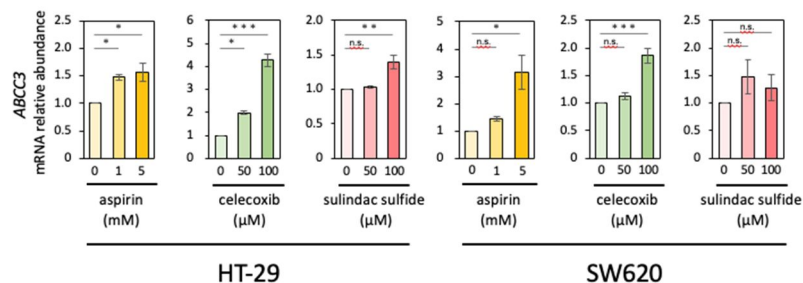 ABCC3
mRNA relative abundance
2.5
2.0
1.5
1.0
0.5
0
*
*
0 1 5
aspirin
(mM)
6
5
4
3
2
1
0
* * *
*
0 50 100
celecoxib
(µM)
2.0
1.5
1.0
0.5
0
* *
n.s.
0 50 100
sulindac sulfide
(µM)
HT-29
5
4
3
2
1
0
*
n.s.
0 1 5
aspirin
(mM)
2.5
2.0
1.5
1.0
0.5
0
* * *
n.s.
0 50 100
celecoxib
(µM)
2.5
2.0
1.5
1.0
0.5
0
n.s.
n.s.
0 50 100
sulindac sulfide
(µM)
SW620